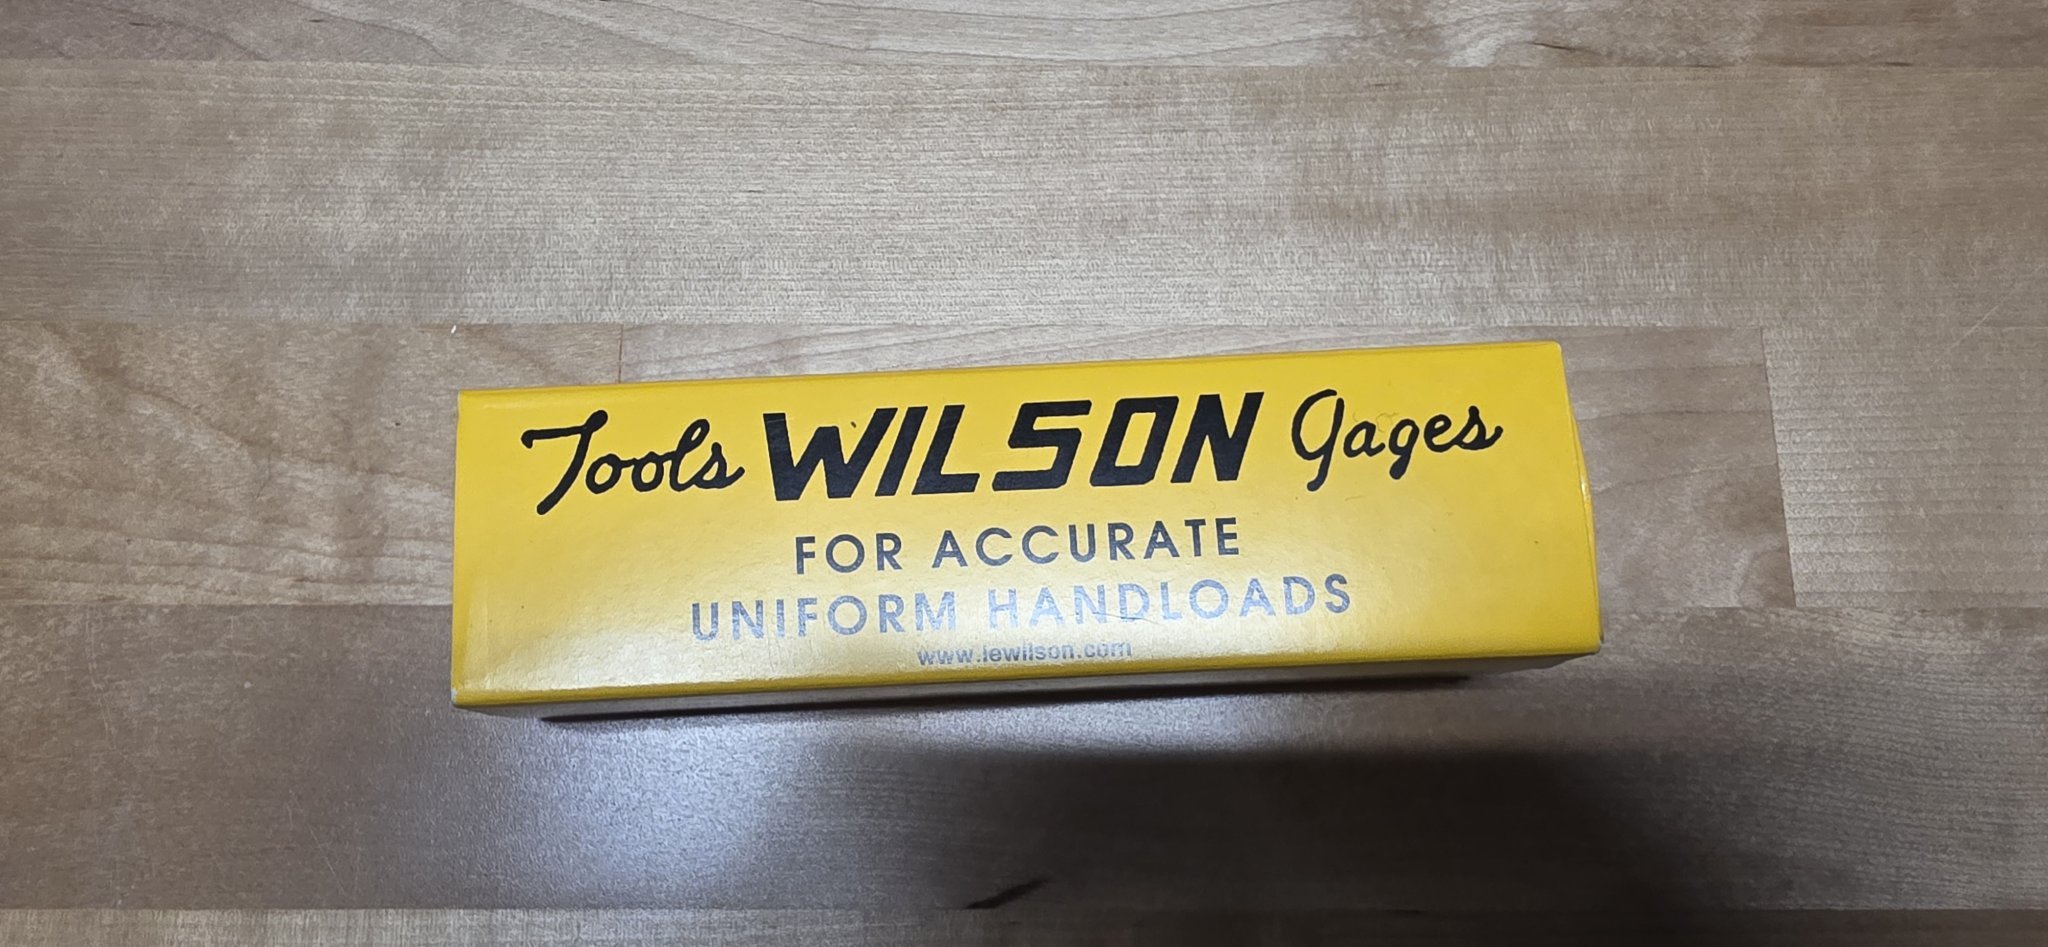 Tools WILSON Gages
FOR ACCURATE
UNIFORM HANDLOADS
www.lewilson.com